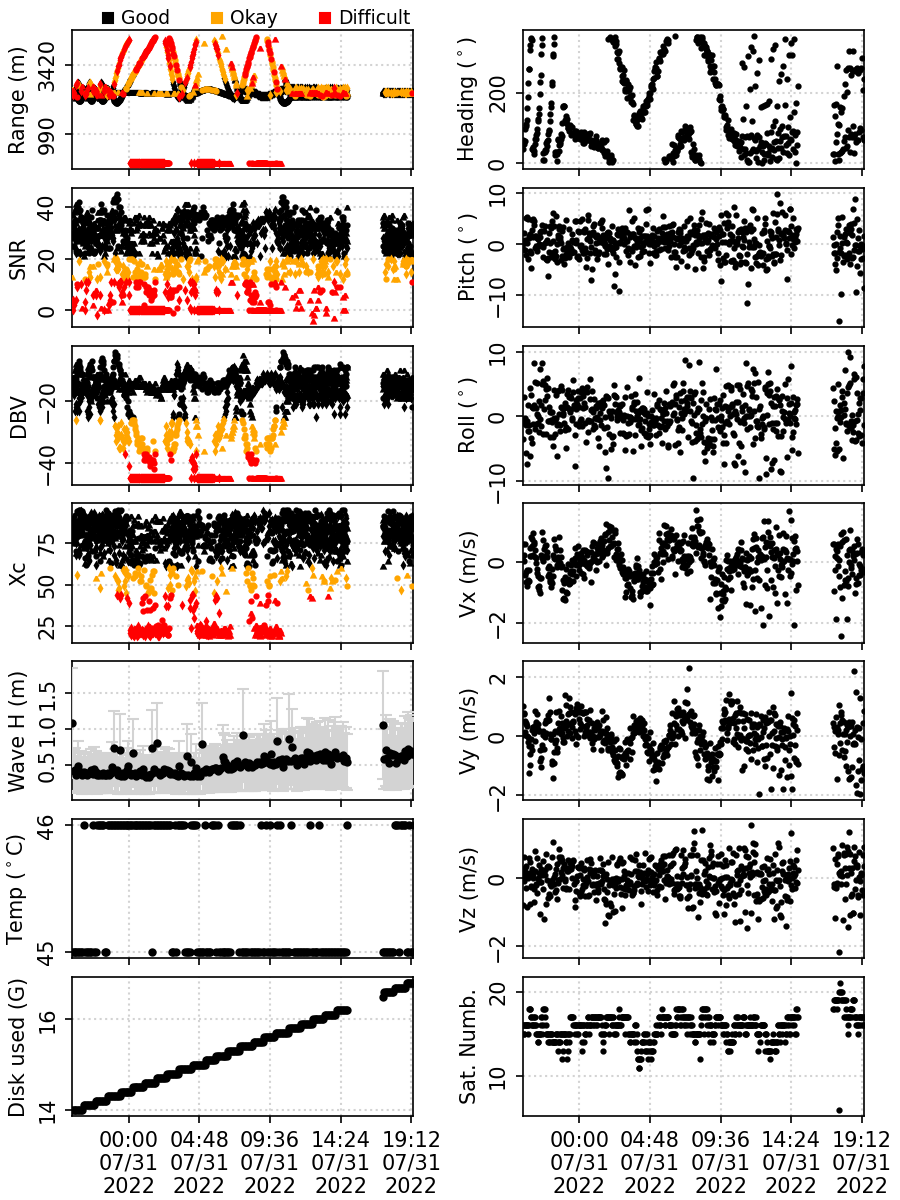 Good Okay Difficult
Range (m)
3420
990
Heading (°)
200
0
SNR
40
20
0
Pitch (°)
10
0
−10
DBV
−20
−40
Roll (°)
10
0
−10
Xc
75
50
25
Vx (m/s)
0
−2
Wave H (m)
1.5
1.0
0.5
Vy (m/s)
2
0
−2
Temp (°C)
46
45
Vz (m/s)
0
−2
Disk used (G)
16
14
Sat. Numb.
20
10
00:00 04:48 09:36 14:24 19:12
07/31 07/31 07/31 07/31 07/31
2022 2022 2022 2022 2022
00:00 04:48 09:36 14:24 19:12
07/31 07/31 07/31 07/31 07/31
2022 2022 2022 2022 2022